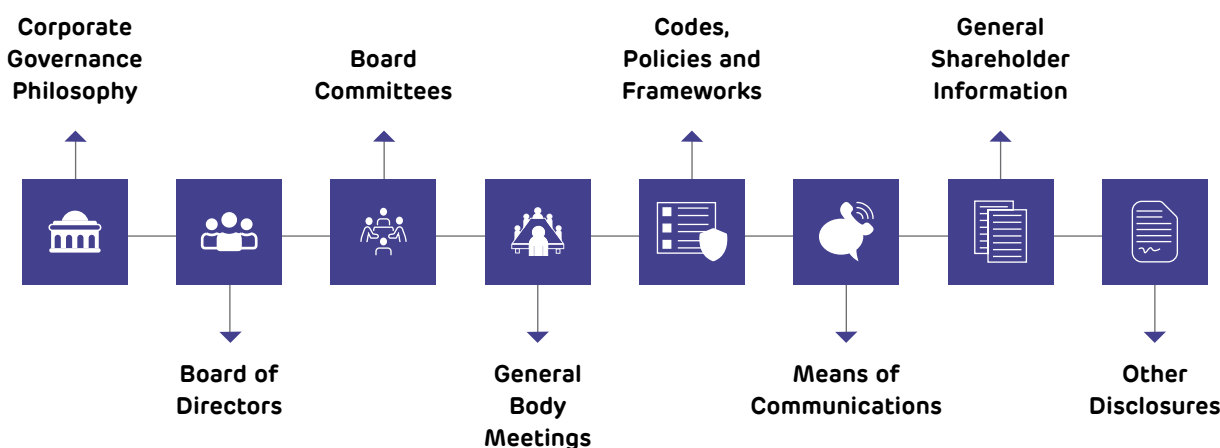 Corporate
Governance
Philosophy
Board
Committees
Codes,
Policies and
Frameworks
General
Shareholder
Information
Board of
Directors
General
Body
Meetings
Means of
Communications
Other
Disclosures